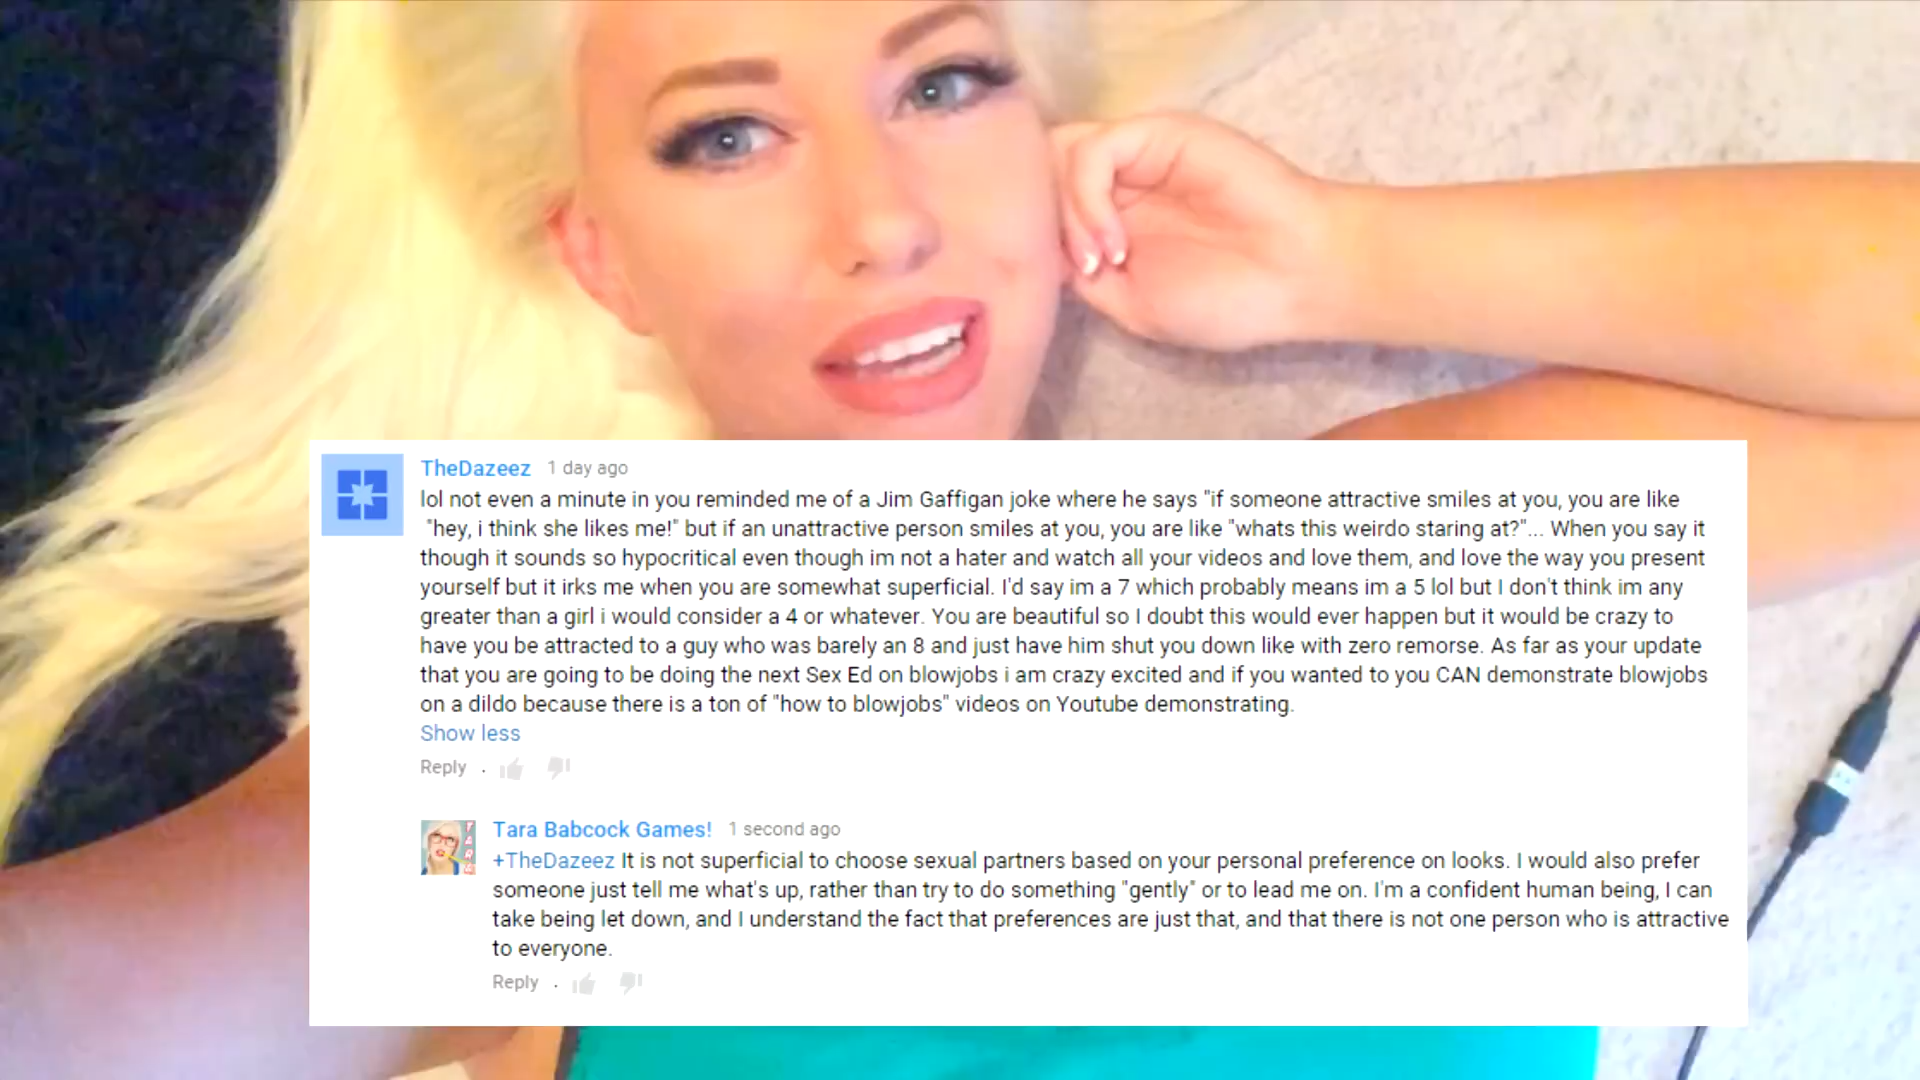 TheDazeez 1 day ago
lol not even a minute in you reminded me of a Jim Gaffigan joke where he says "if someone attractive smiles at you, you are like
"hey, i think she likes me!" but if an unattractive person smiles at you, you are like "whats this weirdo staring at?"... When you say it
though it sounds so hypocritical even though im not a hater and watch all your videos and love them, and love the way you present
yourself but it irks me when you are somewhat superficial. I'd say im a 7 which probably means im a 5 lol but I don't think im any
greater than a girl i would consider a 4 or whatever. You are beautiful so I doubt this would ever happen but it would be crazy to
have you be attracted to a guy who was barely an 8 and just have him shut you down like with zero remorse. As far as your update
that you are going to be doing the next Sex Ed on blowjobs i am crazy excited and if you wanted to you CAN demonstrate blowjobs
on a dildo because there is a ton of "how to blowjobs" videos on Youtube demonstrating.
Show less
Reply .
Tara Babcock Games! 1 second ago
+TheDazeez It is not superficial to choose sexual partners based on your personal preference on looks. I would also prefer
someone just tell me what's up, rather than try to do something "gently" or to lead me on. I'm a confident human being, I can
take being let down, and I understand the fact that preferences are just that, and that there is not one person who is attractive
to everyone.
Reply .